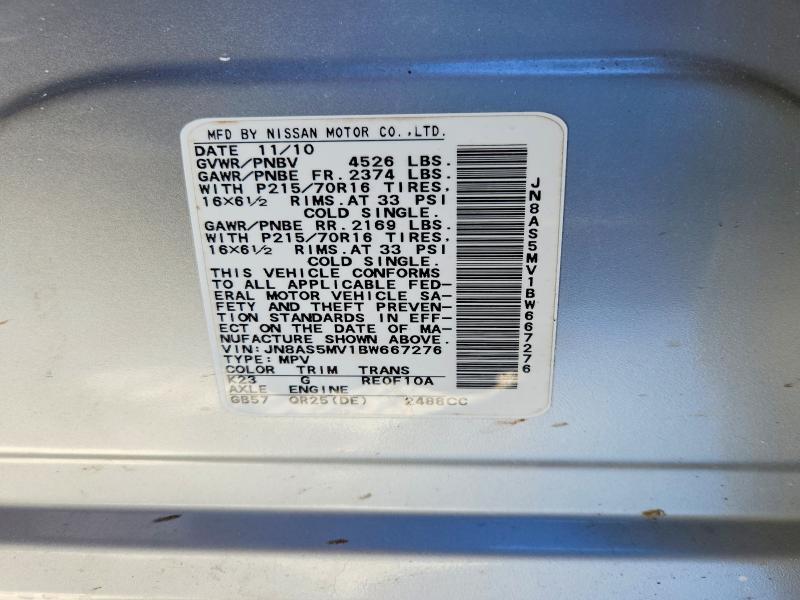 MFD BY NISSAN MOTOR CO.,LTD.
DATE 11/10
GVWR/PNBV 4526 LBS.
GAWR/PNBE FR. 2374 LBS.
WITH P215/70R16 TIRES,
16×6½ RIMS.AT 33 PSI
COLD SINGLE.
GAWR/PNBE RR. 2169 LBS.
WITH P215/70R16 TIRES,
16×6½ RIMS.AT 33 PSI
COLD SINGLE.
THIS VEHICLE CONFORMS
TO ALL APPLICABLE FED-
ERAL MOTOR VEHICLE SA-
FETY AND THEFT PREVEN-
TION STANDARDS IN EFF-
ECT ON THE DATE OF MA-
NUFACTURE SHOWN ABOVE.
VIN: JN8AS5MV1BW667276
TYPE: MPV
COLOR TRIM TRANS
K23 G RE0F10A
AXLE ENGINE
GB57 QR25(DE) 2488CC
JN8AS5MV1BW667276